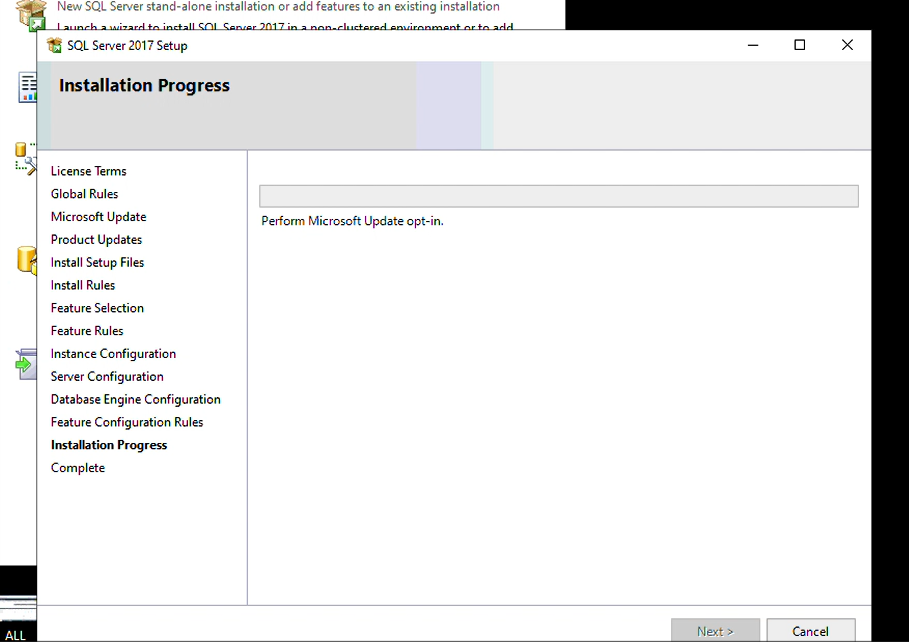 New SQL Server stand-alone installation or add features to an existing installation
Launch a wizard to install SQL Server 2017 in a non-clustered environment or to add
SQL Server 2017 Setup
Installation Progress
License Terms
Global Rules
Microsoft Update
Product Updates
Install Setup Files
Install Rules
Feature Selection
Feature Rules
Instance Configuration
Server Configuration
Database Engine Configuration
Feature Configuration Rules
Installation Progress
Complete
Perform Microsoft Update opt-in.
Next >
Cancel
ALL